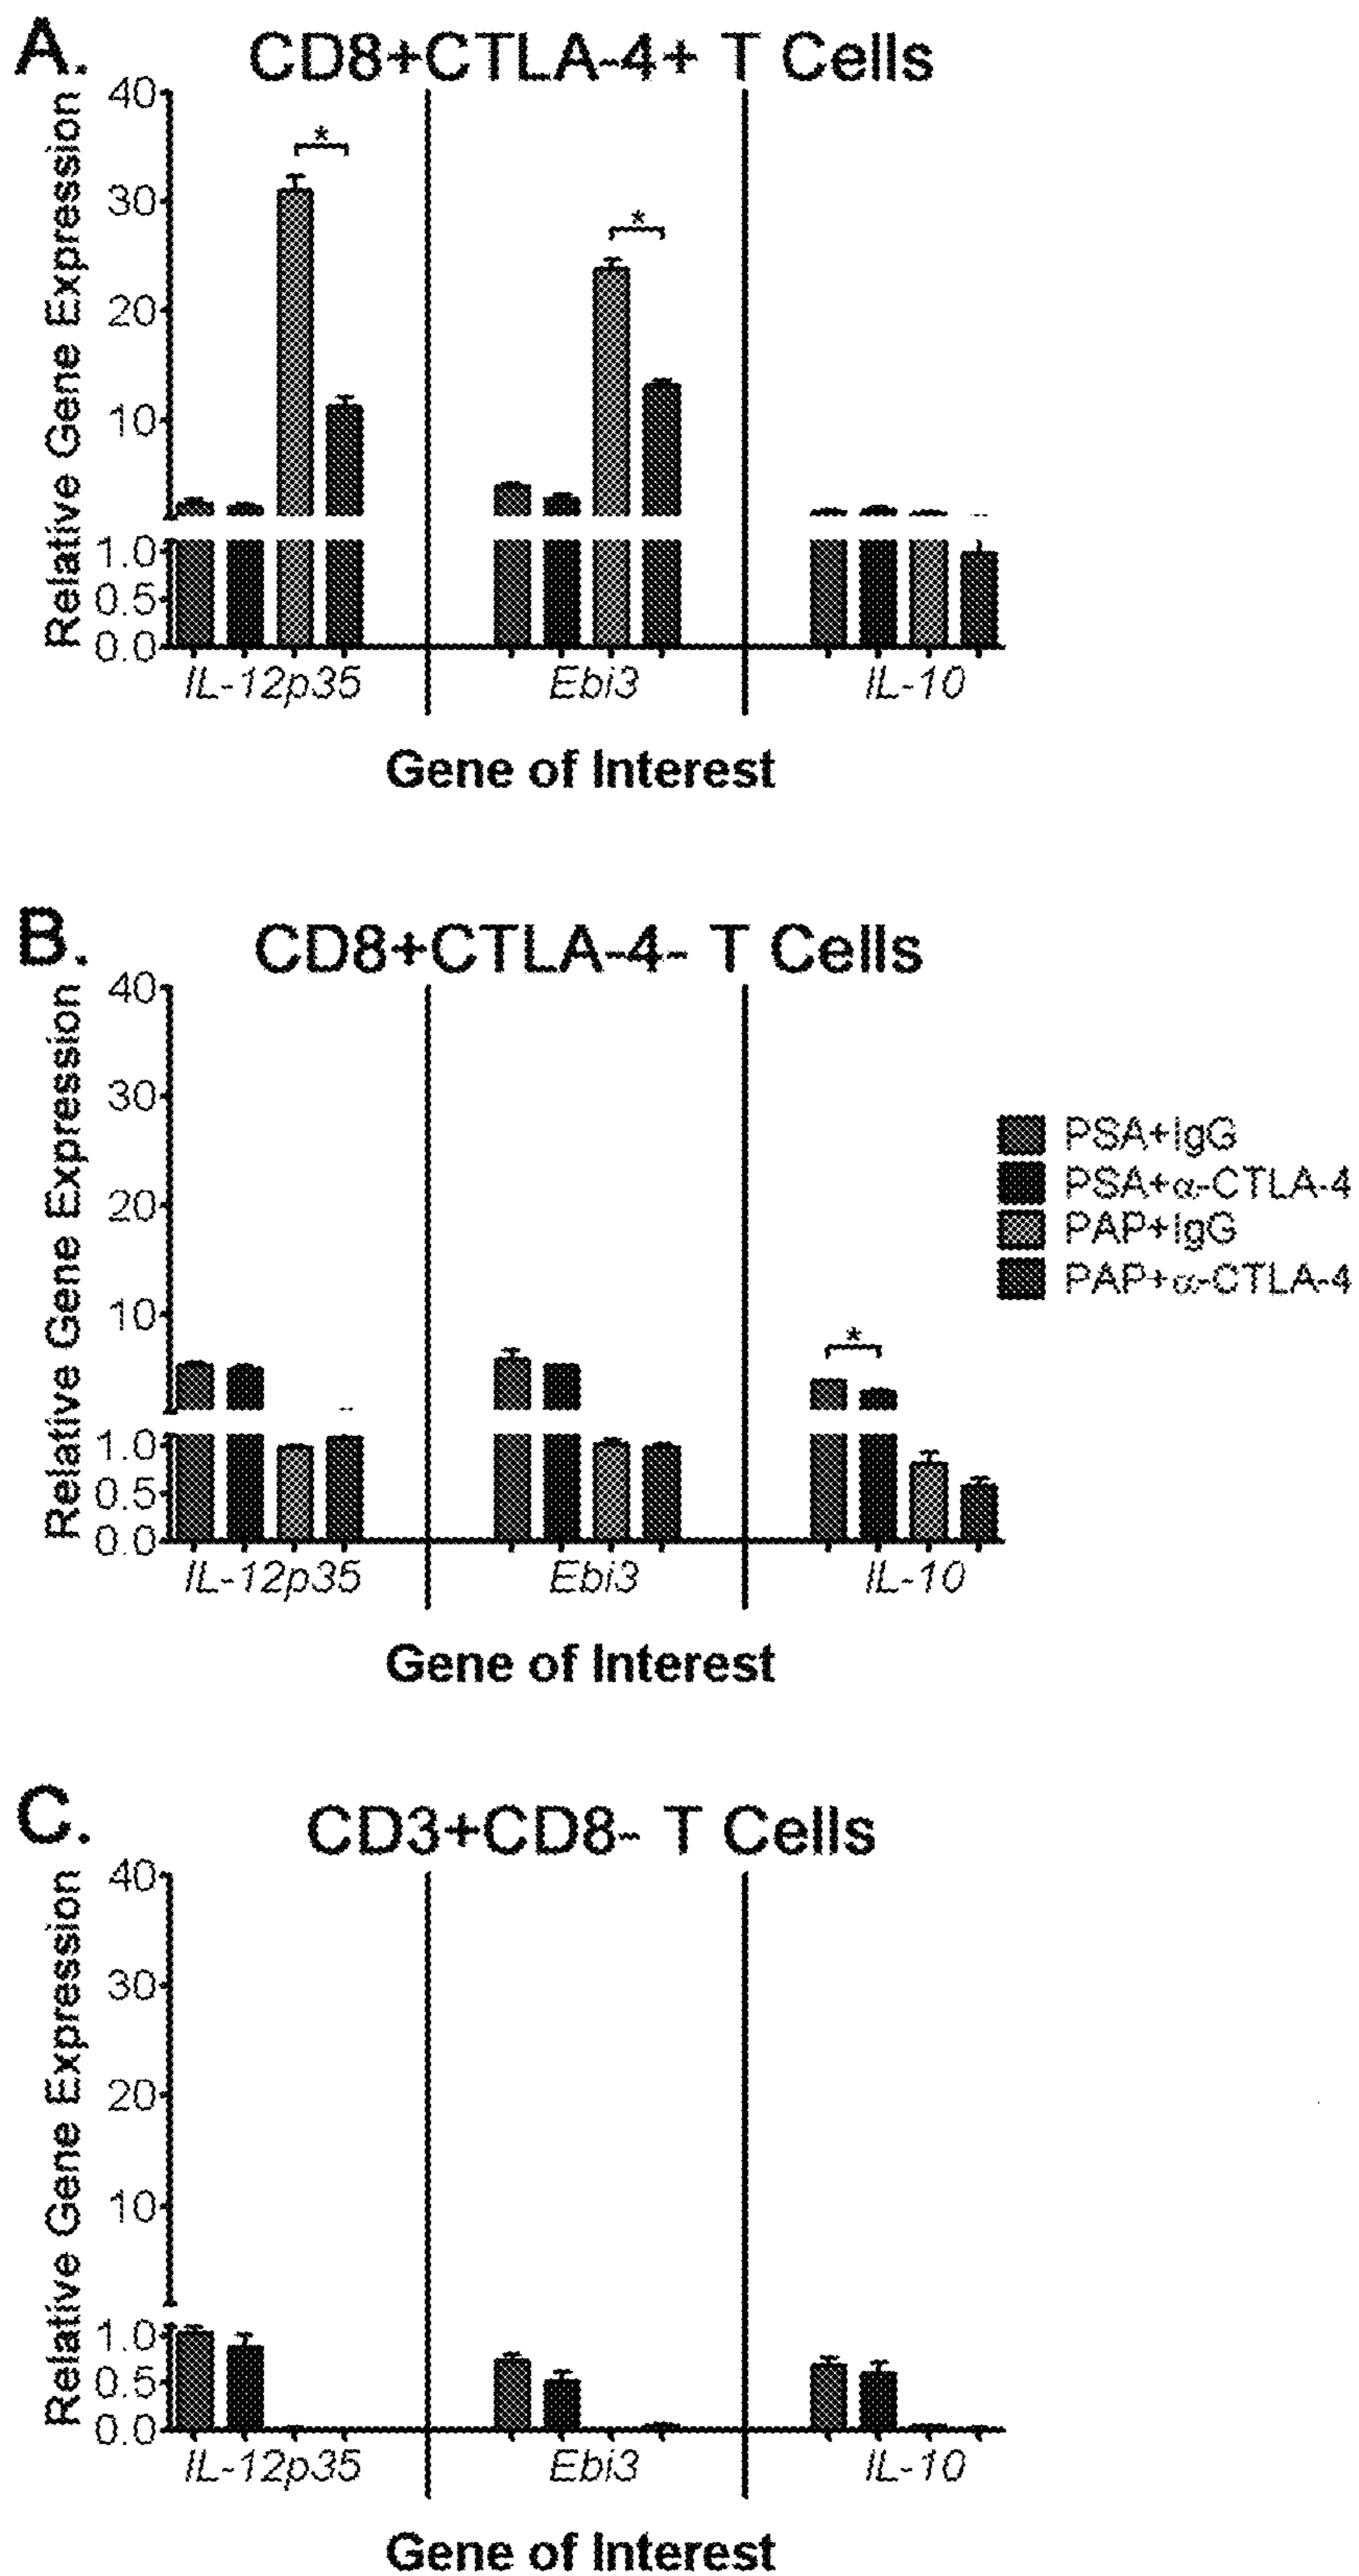 A.
CD8+CTLA-4+ T Cells
Relative Gene Expression
40
30
20
10
1.0
0.5
0.0
*
*
IL-12p35
Ebi3
IL-10
Gene of Interest
B.
CD8+CTLA-4- T Cells
Relative Gene Expression
40
30
20
10
1.0
0.5
0.0
*
IL-12p35
Ebi3
IL-10
Gene of Interest
PSA+IgG
PSA+α-CTLA-4
PAP+IgG
PAP+α-CTLA-4
C.
CD3+CD8- T Cells
Relative Gene Expression
40
30
20
10
1.0
0.5
0.0
IL-12p35
Ebi3
IL-10
Gene of Interest